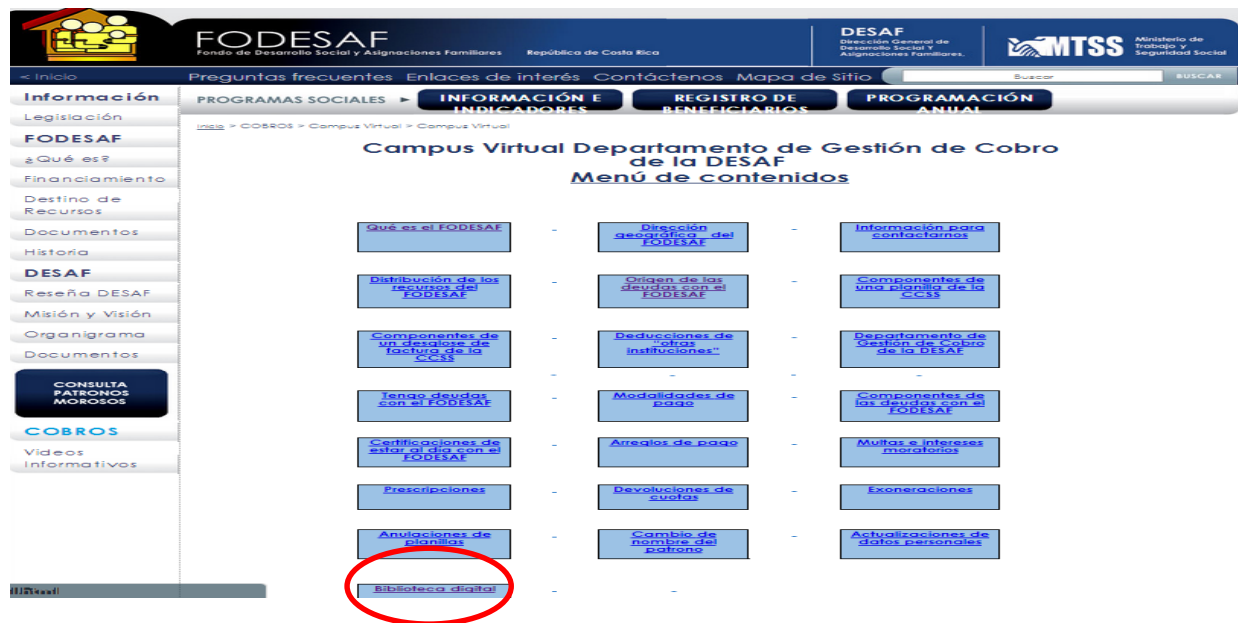 FODESAF
Fondo de Desarrollo Social y Asignaciones Familiares República de Costa Rica
DESAF
Dirección General de
Desarrollo Social Y
Asignaciones Familiares.
MTSS
Ministerio de
Trabajo y
Seguridad Social
< Inicio
Preguntas frecuentes Enlaces de interés Contáctenos Mapa de Sitio
Buscar
BUSCAR
PROGRAMAS SOCIALES ►
INFORMACIÓN E
INDICADORES
REGISTRO DE
BENEFICIARIOS
PROGRAMACIÓN
ANUAL
Información
Legislación
FODESAF
¿Qué es?
Financiamiento
Destino de
Recursos
Documentos
Historia
DESAF
Reseña DESAF
Misión y Visión
Organigrama
Documentos
CONSULTA
PATRONOS
MOROSOS
COBROS
Videos
Informativos
Inicio > COBROS > Campus Virtual > Campus Virtual
Campus Virtual Departamento de Gestión de Cobro
de la DESAF
Menú de contenidos
Qué es el FODESAF
Dirección
geográfica del
FODESAF
Información para
contactarnos
Distribución de los
recursos del
FODESAF
Origen de las
deudas con el
FODESAF
Componentes de
una planilla de la
CCSS
Componentes de
un desglose de
factura de la
CCSS
Deducciones de
"otras
instituciones"
Departamento de
Gestión de Cobro
de la DESAF
Tengo deudas
con el FODESAF
Modalidades de
pago
Componentes de
las deudas con el
FODESAF
Certificaciones de
estar al día con el
FODESAF
Arreglos de pago
Multas e intereses
moratorios
Prescripciones
Devoluciones de
cuotas
Exoneraciones
Anulaciones de
planillas
Cambio de
nombre del
patrono
Actualizaciones de
datos personales
Biblioteca digital